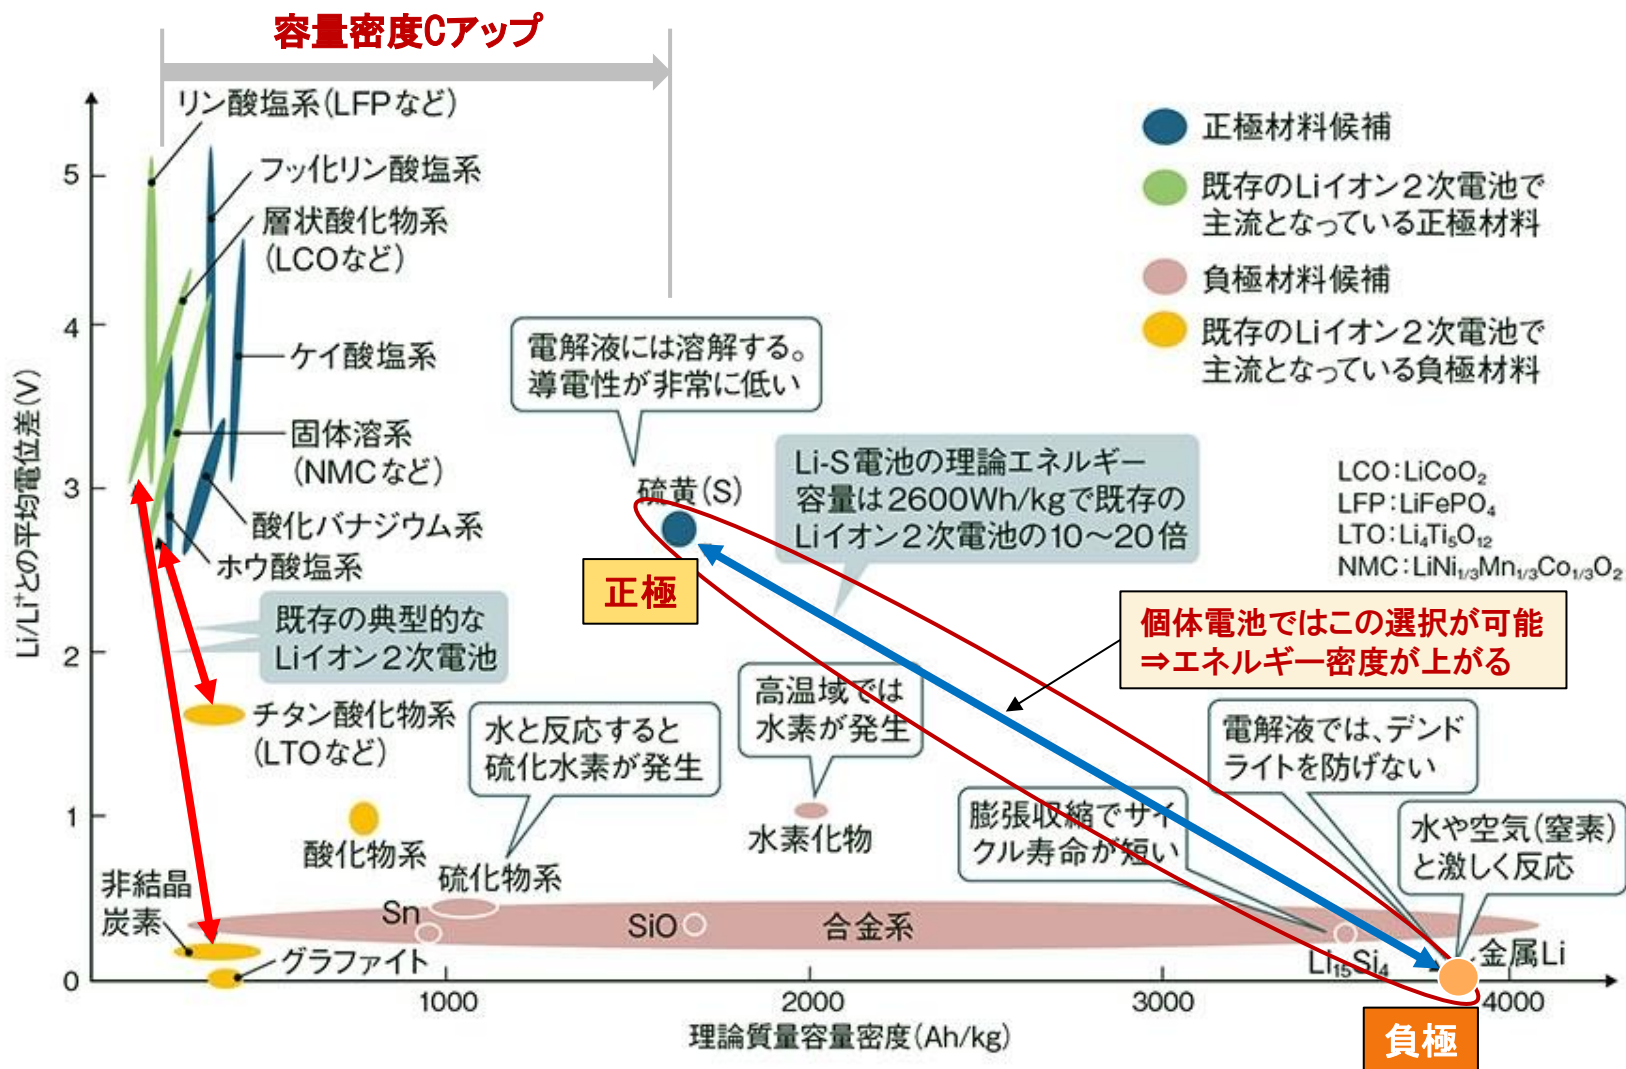 容量密度Cアップ
リン酸塩系(LFPなど)
フッ化リン酸塩系
層状酸化物系
(LCOなど)
ケイ酸塩系
固体溶系
(NMCなど)
酸化バナジウム系
ホウ酸塩系
既存の典型的な
Liイオン2次電池
チタン酸化物系
(LTOなど)
酸化物系
非結晶
炭素
グラファイト
Sn
硫化物系
水と反応すると
硫化水素が発生
SiO
合金系
高温域では
水素が発生
水素化物
電解液には溶解する。
導電性が非常に低い
硫黄(S)
正極
Li-S電池の理論エネルギー
容量は2600Wh/kgで既存の
Liイオン2次電池の10〜20倍
正極材料候補
既存のLiイオン2次電池で
主流となっている正極材料
負極材料候補
既存のLiイオン2次電池で
主流となっている負極材料
LCO:LiCoO₂
LFP:LiFePO₄
LTO:Li₄Ti₅O₁₂
NMC:LiNi₁/₃Mn₁/₃Co₁/₃O₂
個体電池ではこの選択が可能
⇒エネルギー密度が上がる
電解液では、デンド
ライトを防げない
膨張収縮でサイ
クル寿命が短い
水や空気(窒素)
と激しく反応
Li₁₅Si₄
金属Li
負極
Li/Li⁺との平均電位差(V)
5
4
3
2
1
0
1000
2000
3000
4000
理論質量容量密度(Ah/kg)